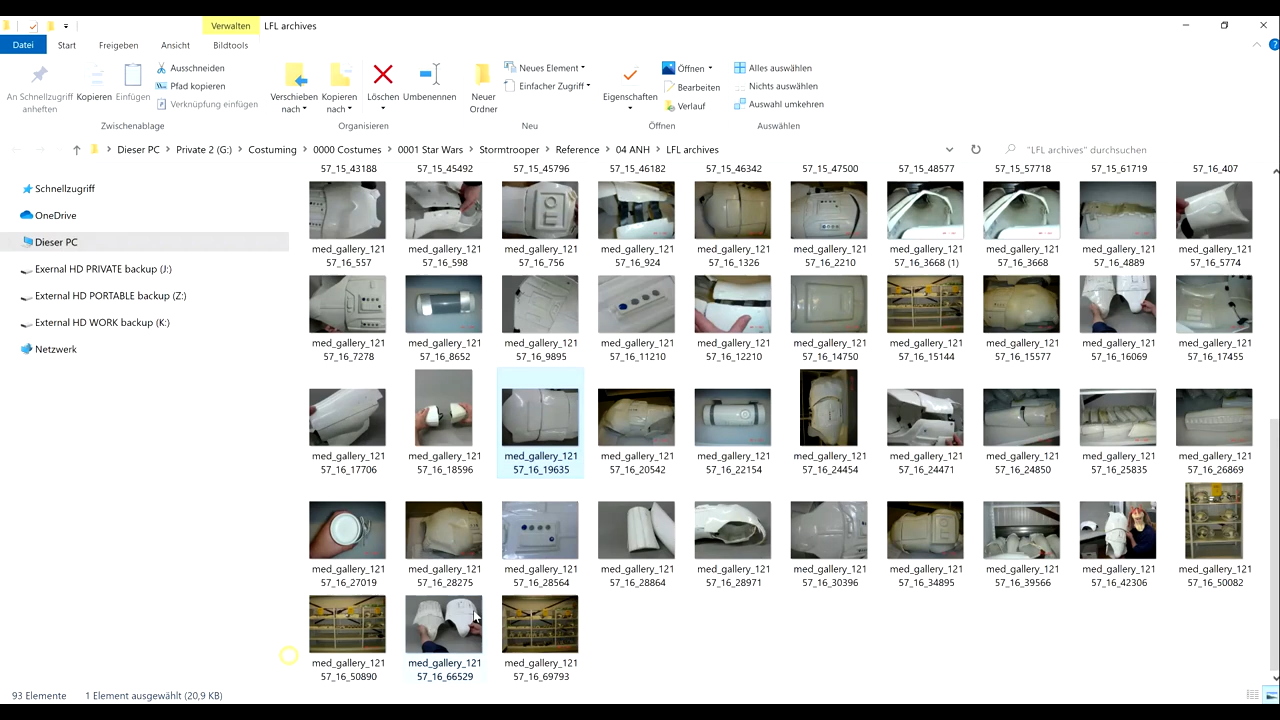 Verwalten LFL archives
Datei Start Freigeben Ansicht Bildtools
An Schnellzugriff anheften
Kopieren
Einfügen
Ausschneiden
Pfad kopieren
Verknüpfung einfügen
Zwischenablage
Verschieben nach
Kopieren nach
Löschen
Umbenennen
Organisieren
Neuer Ordner
Neues Element
Einfacher Zugriff
Neu
Eigenschaften
Öffnen
Bearbeiten
Verlauf
Öffnen
Alles auswählen
Nichts auswählen
Auswahl umkehren
Auswählen
Dieser PC > Private 2 (G:) > Costuming > 0000 Costumes > 0001 Star Wars > Stormtrooper > Reference > 04 ANH > LFL archives
"LFL archives" durchsuchen
Schnellzugriff
OneDrive
Dieser PC
Exernal HD PRIVATE backup (J:)
External HD PORTABLE backup (Z:)
External HD WORK backup (K:)
Netzwerk
57_15_43188 57_15_45492 57_15_45796 57_15_46182 57_15_46342 57_15_47500 57_15_48577 57_15_57718 57_15_61719 57_16_407
med_gallery_121 med_gallery_121 med_gallery_121 med_gallery_121 med_gallery_121 med_gallery_121 med_gallery_121 med_gallery_121 med_gallery_121 med_gallery_121
57_16_557 57_16_598 57_16_756 57_16_924 57_16_1326 57_16_2210 57_16_3668 (1) 57_16_3668 57_16_4889 57_16_5774
med_gallery_121 med_gallery_121 med_gallery_121 med_gallery_121 med_gallery_121 med_gallery_121 med_gallery_121 med_gallery_121 med_gallery_121 med_gallery_121
57_16_7278 57_16_8652 57_16_9895 57_16_11210 57_16_12210 57_16_14750 57_16_15144 57_16_15577 57_16_16069 57_16_17455
med_gallery_121 med_gallery_121 med_gallery_121 med_gallery_121 med_gallery_121 med_gallery_121 med_gallery_121 med_gallery_121 med_gallery_121 med_gallery_121
57_16_17706 57_16_18596 57_16_19635 57_16_20542 57_16_22154 57_16_24454 57_16_24471 57_16_24850 57_16_25835 57_16_26869
med_gallery_121 med_gallery_121 med_gallery_121 med_gallery_121 med_gallery_121 med_gallery_121 med_gallery_121 med_gallery_121 med_gallery_121 med_gallery_121
57_16_27019 57_16_28275 57_16_28564 57_16_28864 57_16_28971 57_16_30396 57_16_34895 57_16_39566 57_16_42306 57_16_50082
med_gallery_121 med_gallery_121 med_gallery_121
57_16_50890 57_16_66529 57_16_69793
93 Elemente 1 Element ausgewählt (20,9 KB)